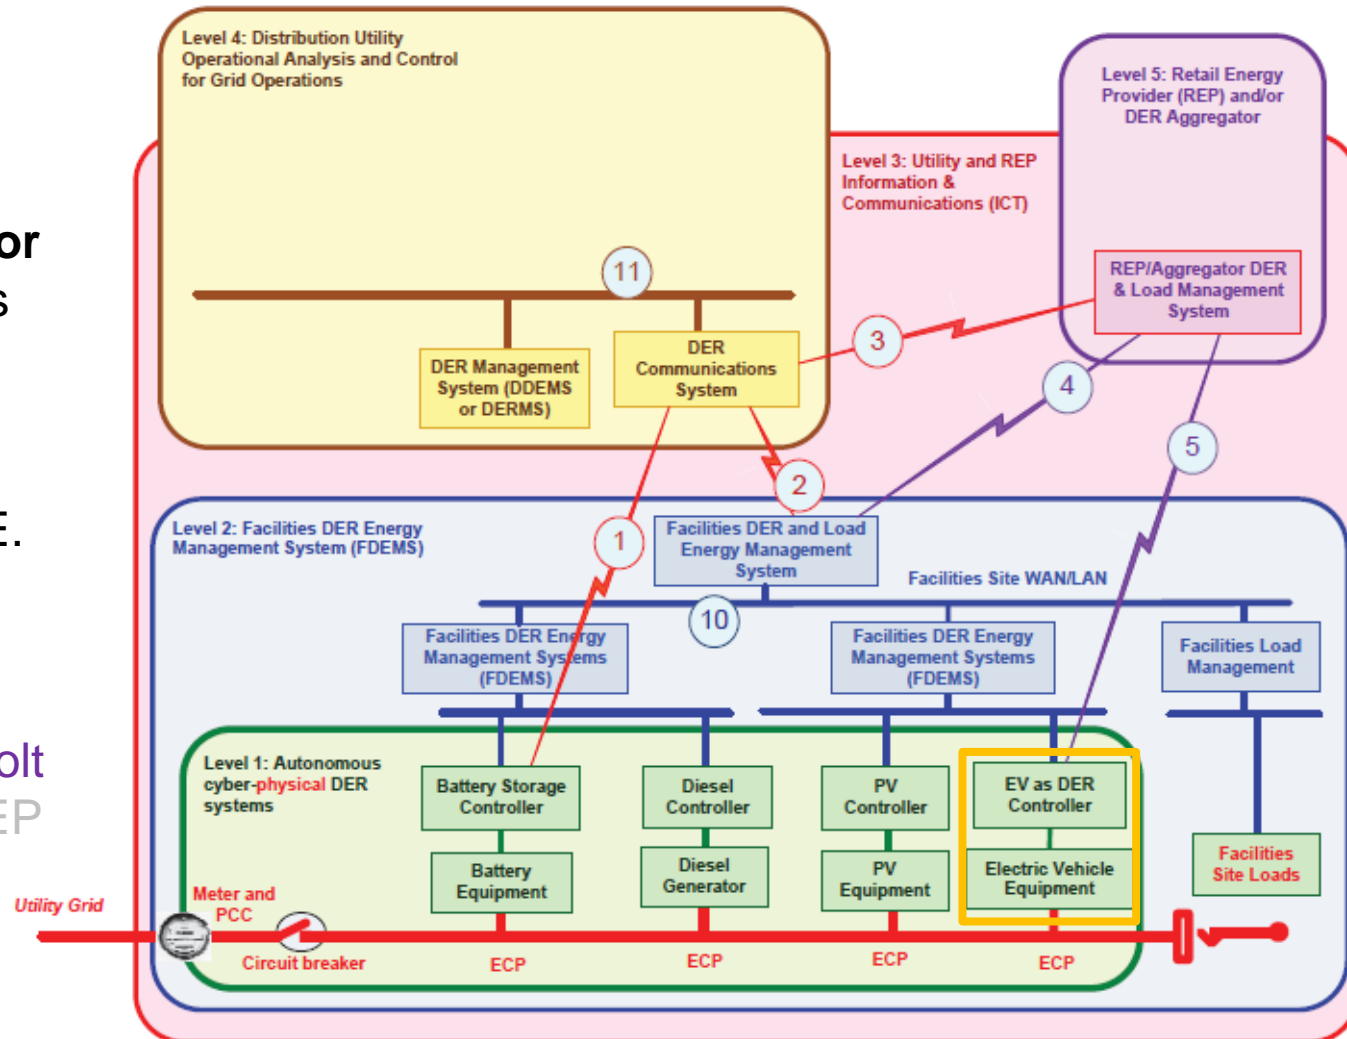 or
s
E.
olt
EP
Level 4: Distribution Utility
Operational Analysis and Control
for Grid Operations
Level 5: Retail Energy
Provider (REP) and/or
DER Aggregator
Level 3: Utility and REP
Information &
Communications (ICT)
11
REP/Aggregator DER
& Load Management
System
3
DER Management
System (DDEMS
or DERMS)
DER
Communications
System
4
5
2
1
Level 2: Facilities DER Energy
Management System (FDEMS)
Facilities DER and Load
Energy Management
System
Facilities Site WAN/LAN
10
Facilities DER Energy
Management Systems
(FDEMS)
Facilities DER Energy
Management Systems
(FDEMS)
Facilities Load
Management
Level 1: Autonomous
cyber-physical DER
systems
Battery Storage
Controller
Diesel
Controller
PV
Controller
EV as DER
Controller
Battery
Equipment
Diesel
Generator
PV
Equipment
Electric Vehicle
Equipment
Facilities
Site Loads
Utility Grid
Meter and
PCC
Circuit breaker
ECP
ECP
ECP
ECP